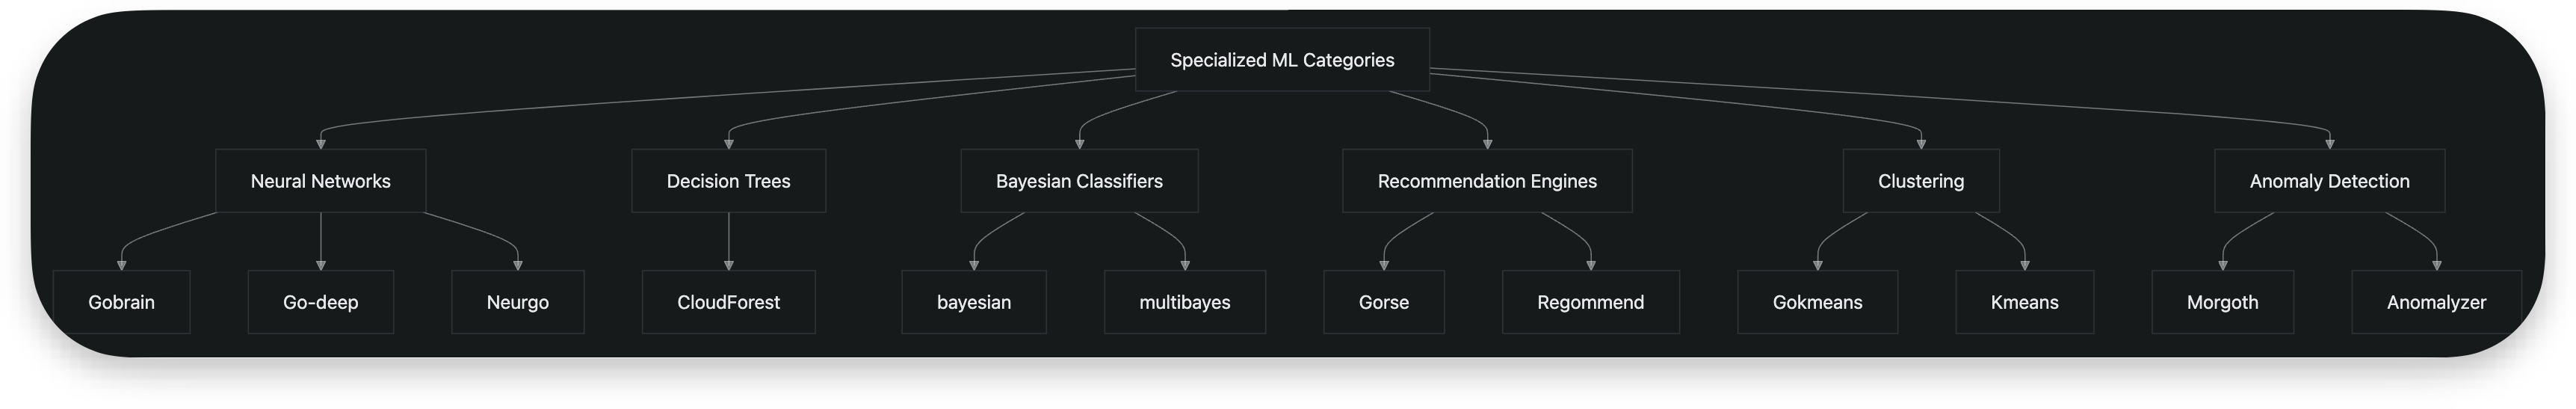 Specialized ML Categories
Neural Networks
Decision Trees
Bayesian Classifiers
Recommendation Engines
Clustering
Anomaly Detection
Gobrain
Go-deep
Neurgo
CloudForest
bayesian
multibayes
Gorse
Regommend
Gokmeans
Kmeans
Morgoth
Anomalyzer